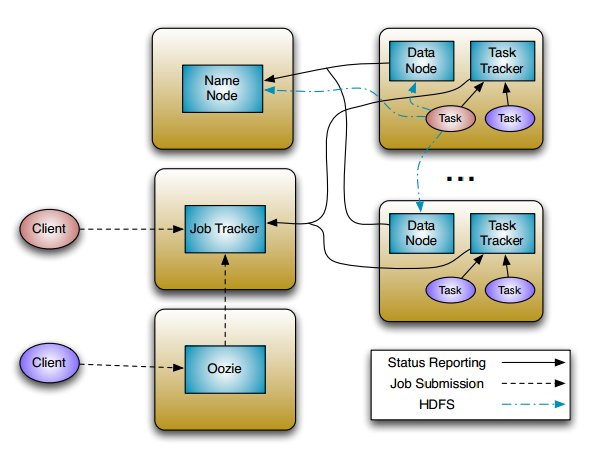 Name
Node
Data
Node
Task
Tracker
Task
Task
...
Client
Job Tracker
Data
Node
Task
Tracker
Task
Task
Client
Oozie
Status Reporting
Job Submission
HDFS